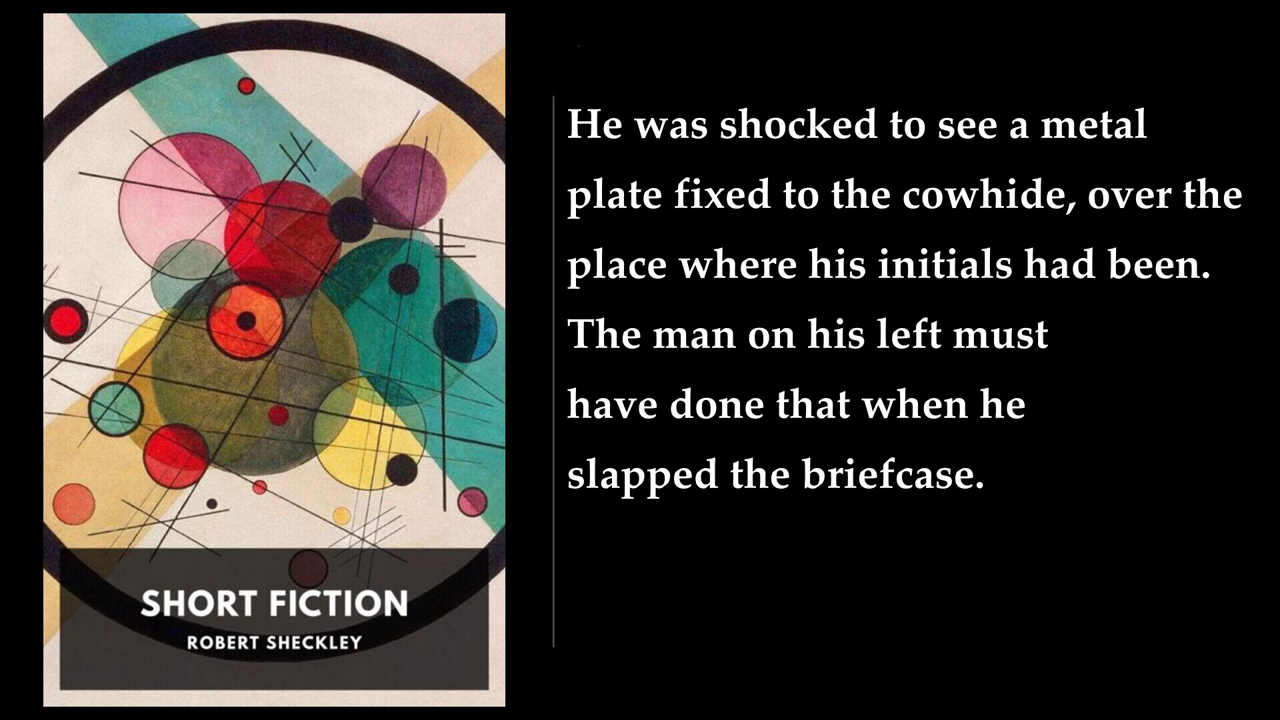 SHORT FICTION
ROBERT SHECKLEY
He was shocked to see a metal
plate fixed to the cowhide, over the
place where his initials had been.
The man on his left must
have done that when he
slapped the briefcase.